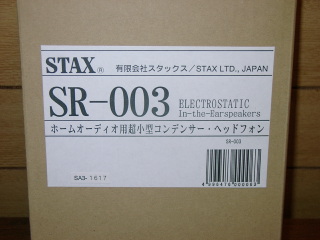 STAX® 有限会社スタックス/STAX LTD., JAPAN
SR-003 ELECTROSTATIC
In-the-Earspeakers
ホームオーディオ用超小型コンデンサー・ヘッドフォン
SR-003
SA3-1617